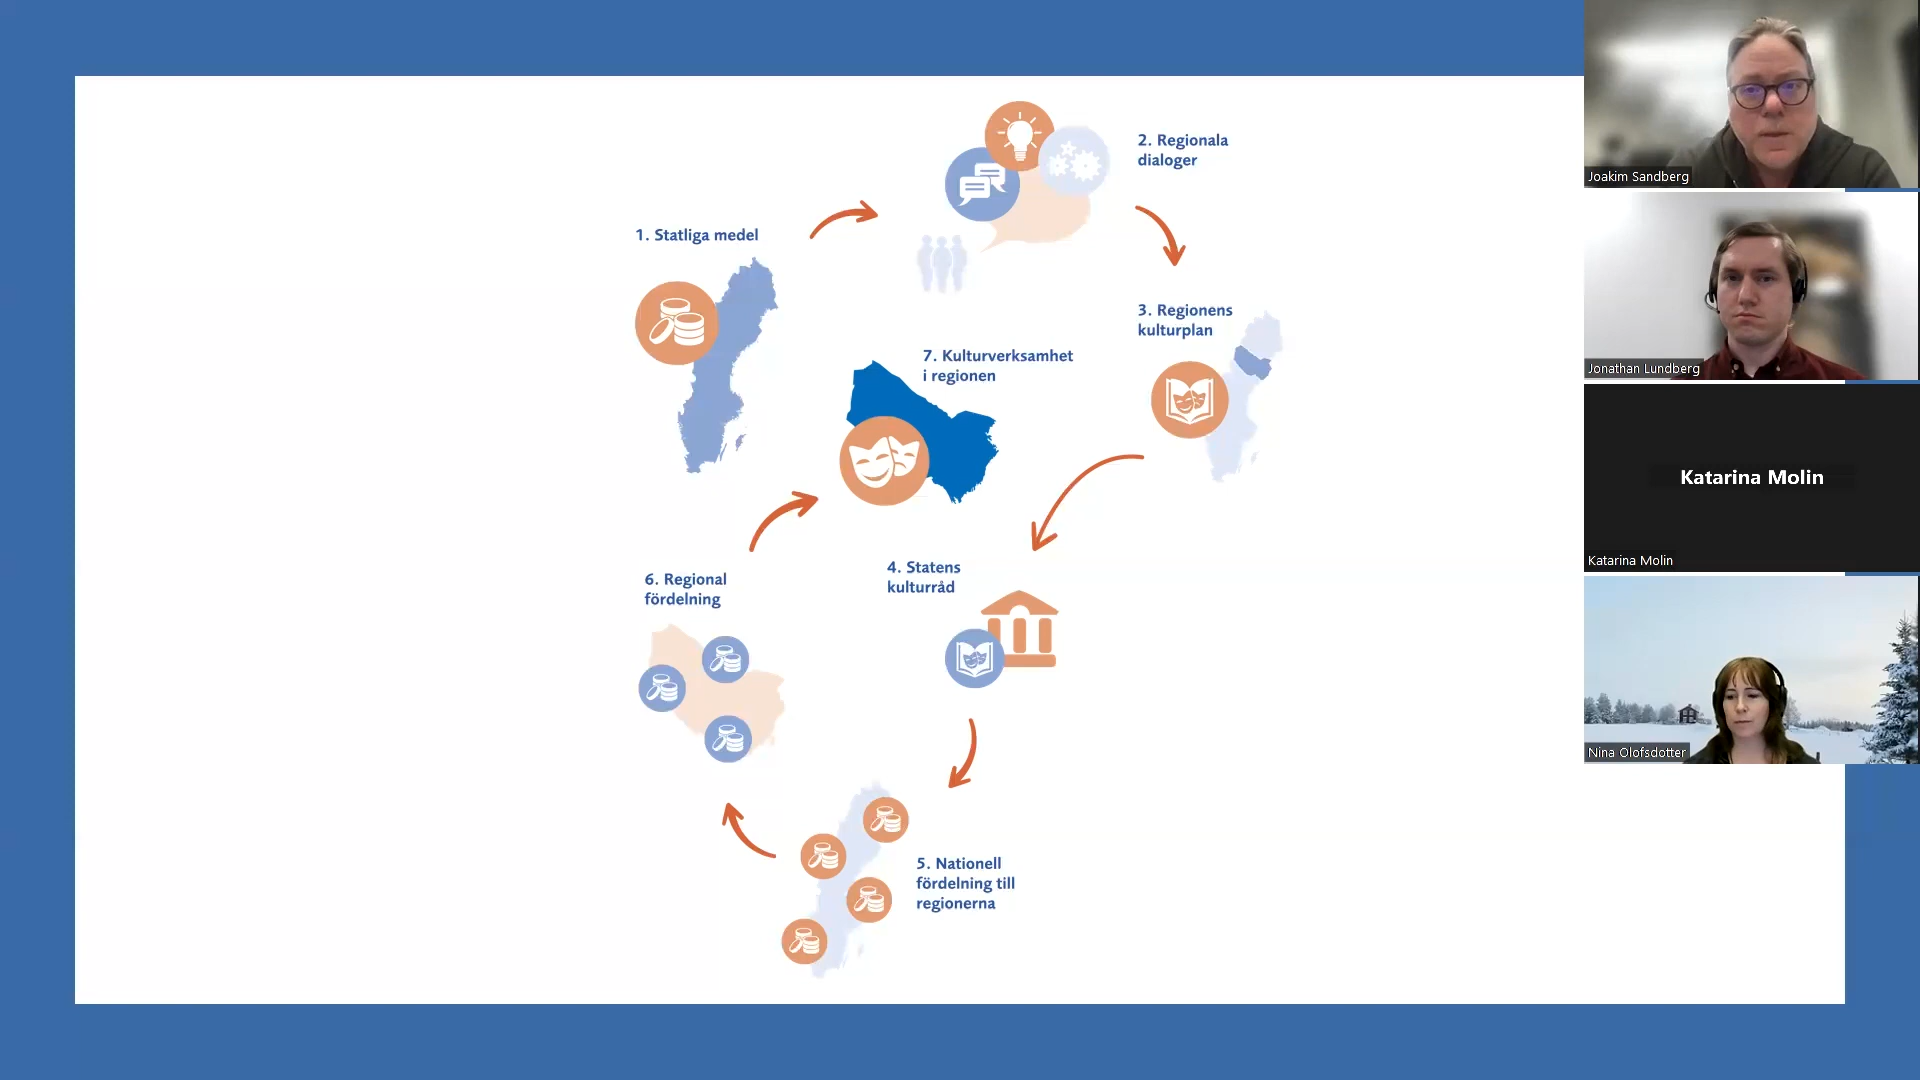 1. Statliga medel
2. Regionala
dialoger
3. Regionens
kulturplan
4. Statens
kulturråd
5. Nationell
fördelning till
regionerna
6. Regional
fördelning
7. Kulturverksamhet
i regionen
Joakim Sandberg
Jonathan Lundberg
Katarina Molin
Katarina Molin
Nina Olofsdotter